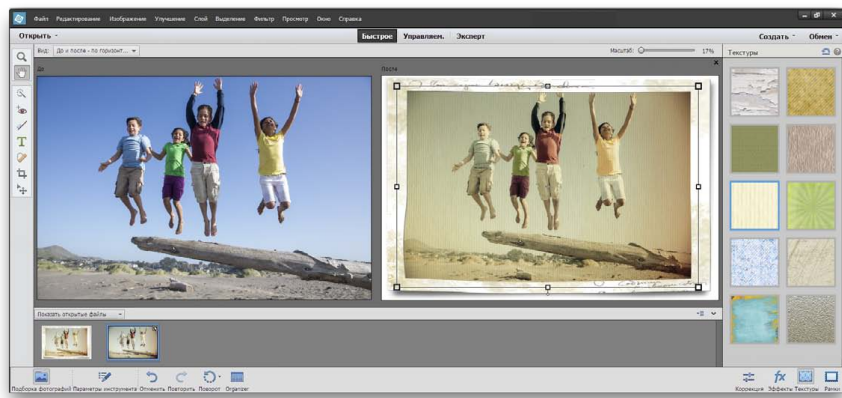 Файл Редактирование Изображение Улучшение Слой Выделение Фильтр Просмотр Окно Справка
Открыть Быстрое Управляем. Эксперт Создать Обмен
Вид: До и после - по горизонт... Масштаб: 17% Текстуры
До После
T
Показать открытые файлы
fx
Подборка фотографий Параметры инструмента Отменить Повторить Поворот Organizer Коррекция Эффекты Текстуры Рамки